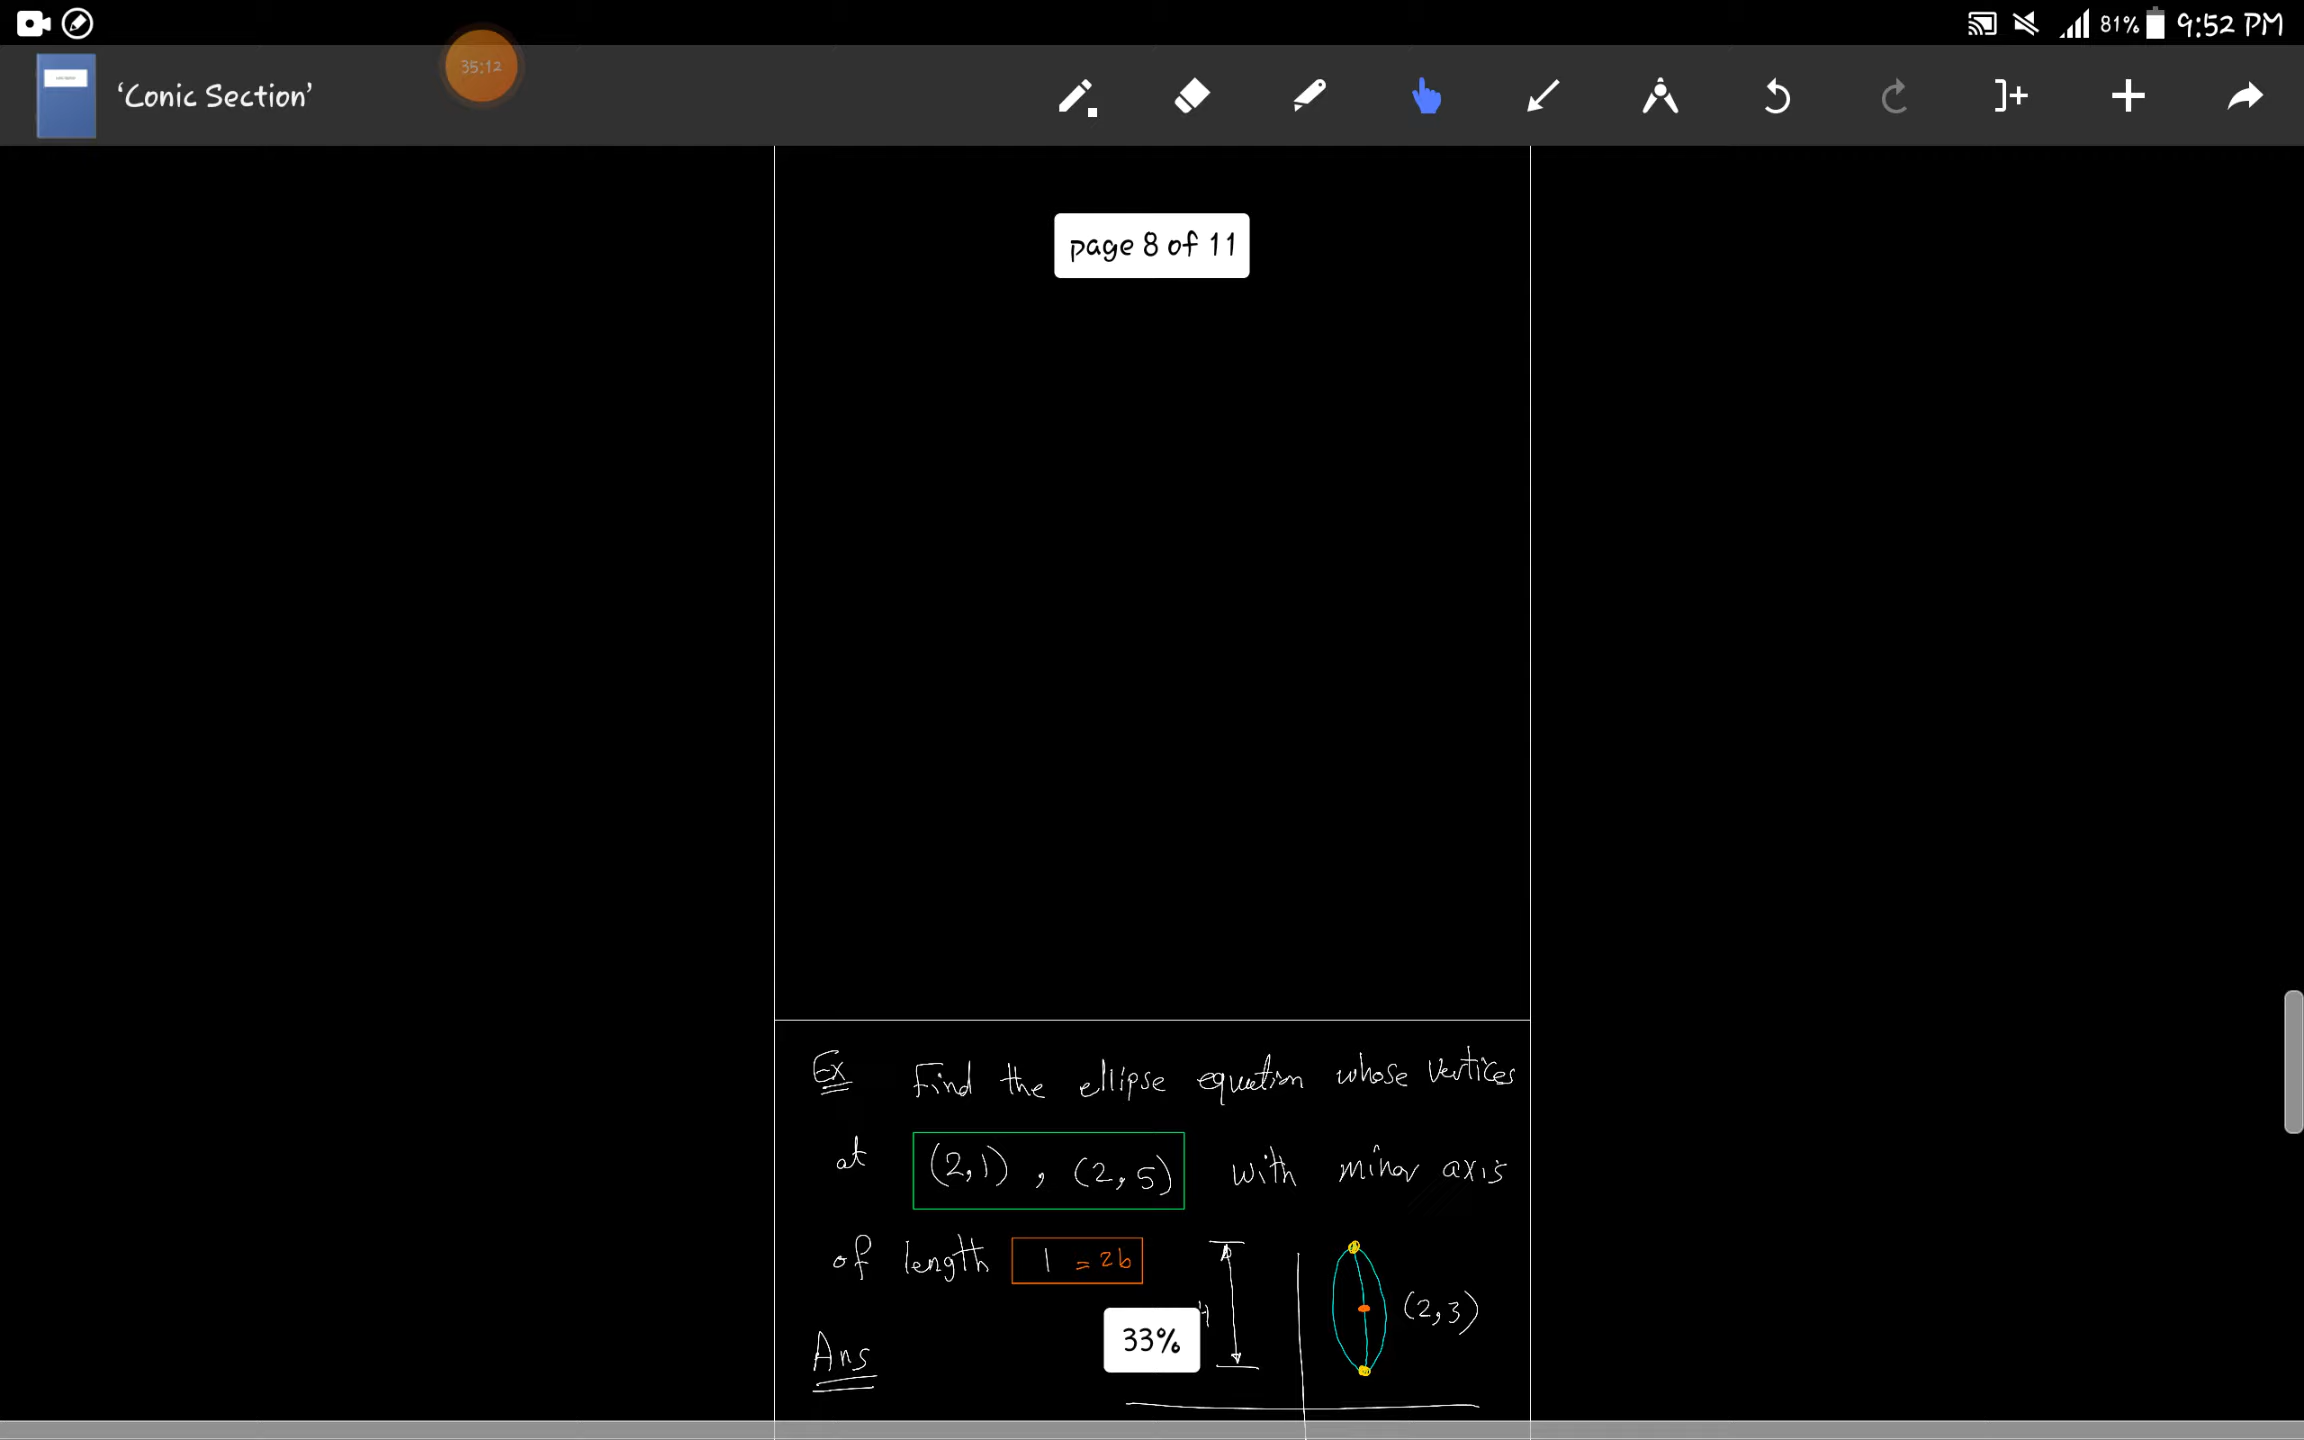 81% 9:52 PM
'Conic Section' 35:12
page 8 of 11
Ex Find the ellipse equation whose vertices
at (2,1) , (2,5) with minor axis
of length 1 = 2b
(2,3)
33%
Ans